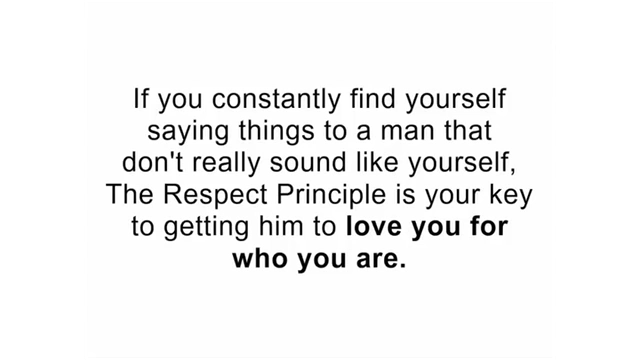 If you constantly find yourself
saying things to a man that
don't really sound like yourself,
The Respect Principle is your key
to getting him to love you for
who you are.